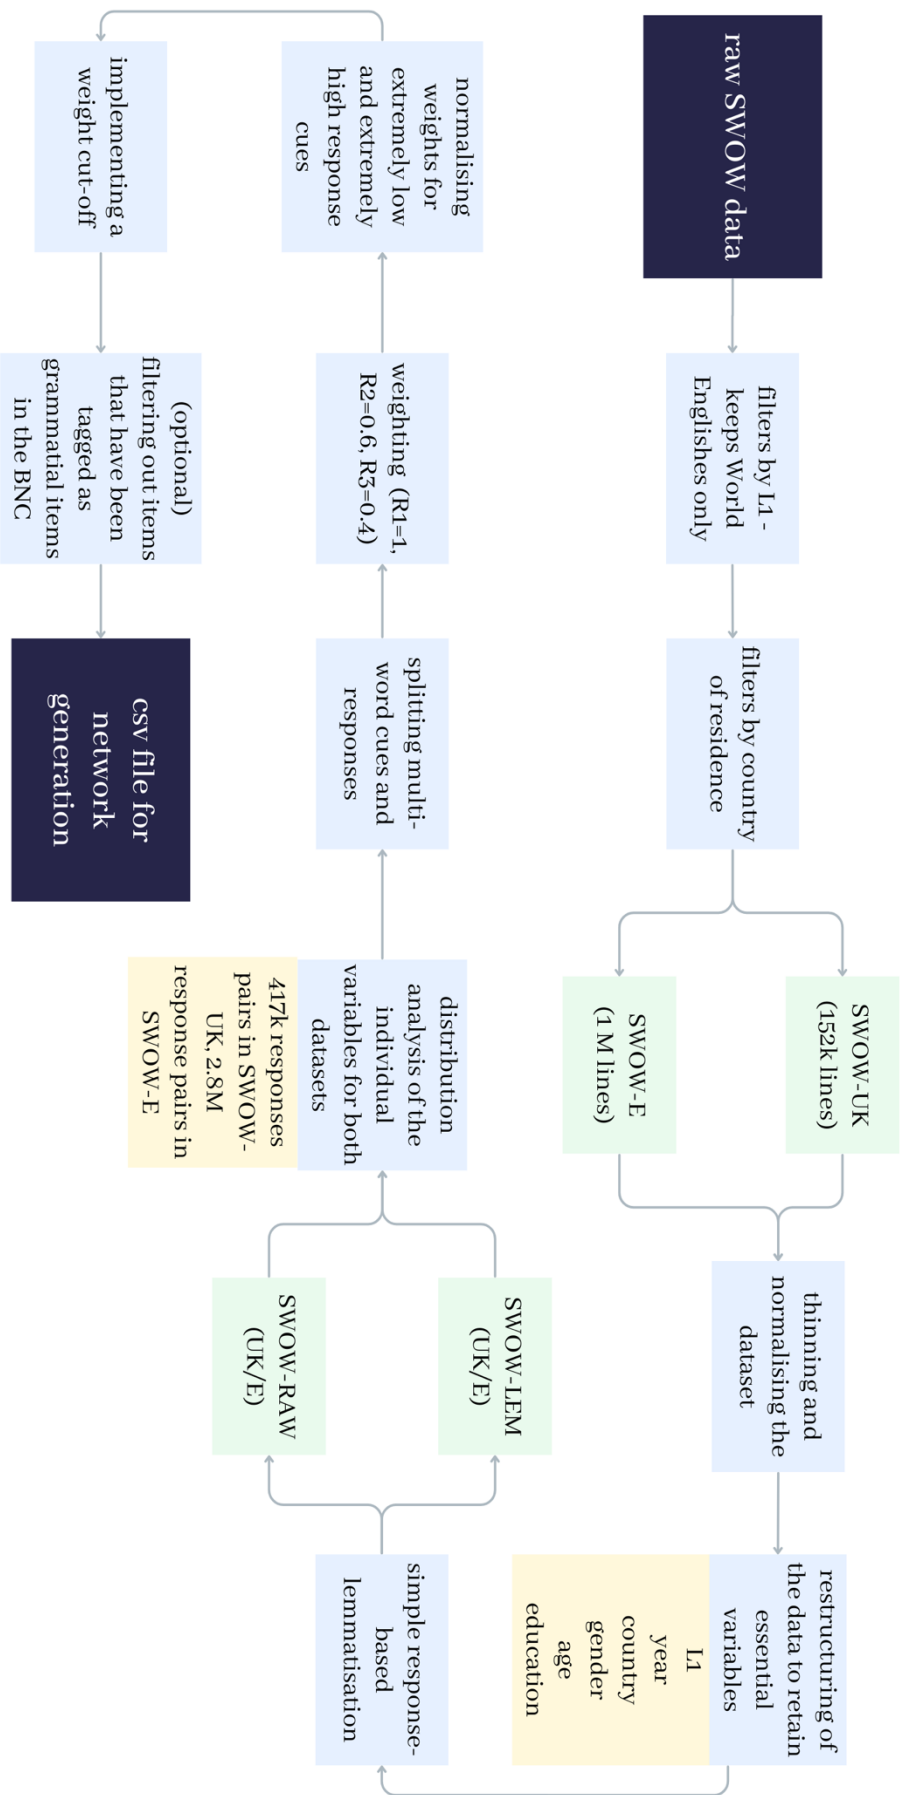 raw SWOW data
filters by L1 -
keeps World
Englishes only
filters by country
of residence
SWOW-UK
(152k lines)
SWOW-E
(1 M lines)
thinning and
normalising the
dataset
restructuring of
the data to retain
essential
variables
L1
year
country
gender
age
education
simple response-
based
lemmatisation
SWOW-LEM
(UK/E)
SWOW-RAW
(UK/E)
distribution
analysis of the
individual
variables for both
datasets
417k responses
pairs in SWOW-
UK, 2.8M
response pairs in
SWOW-E
splitting multi-
word cues and
responses
weighting (R1=1,
R2=0.6, R3=0.4)
normalising
weights for
extremely low
and extremely
high response
cues
implementing a
weight cut-off
(optional)
filtering out items
that have been
tagged as
grammatial items
in the BNC
csv file for
network
generation